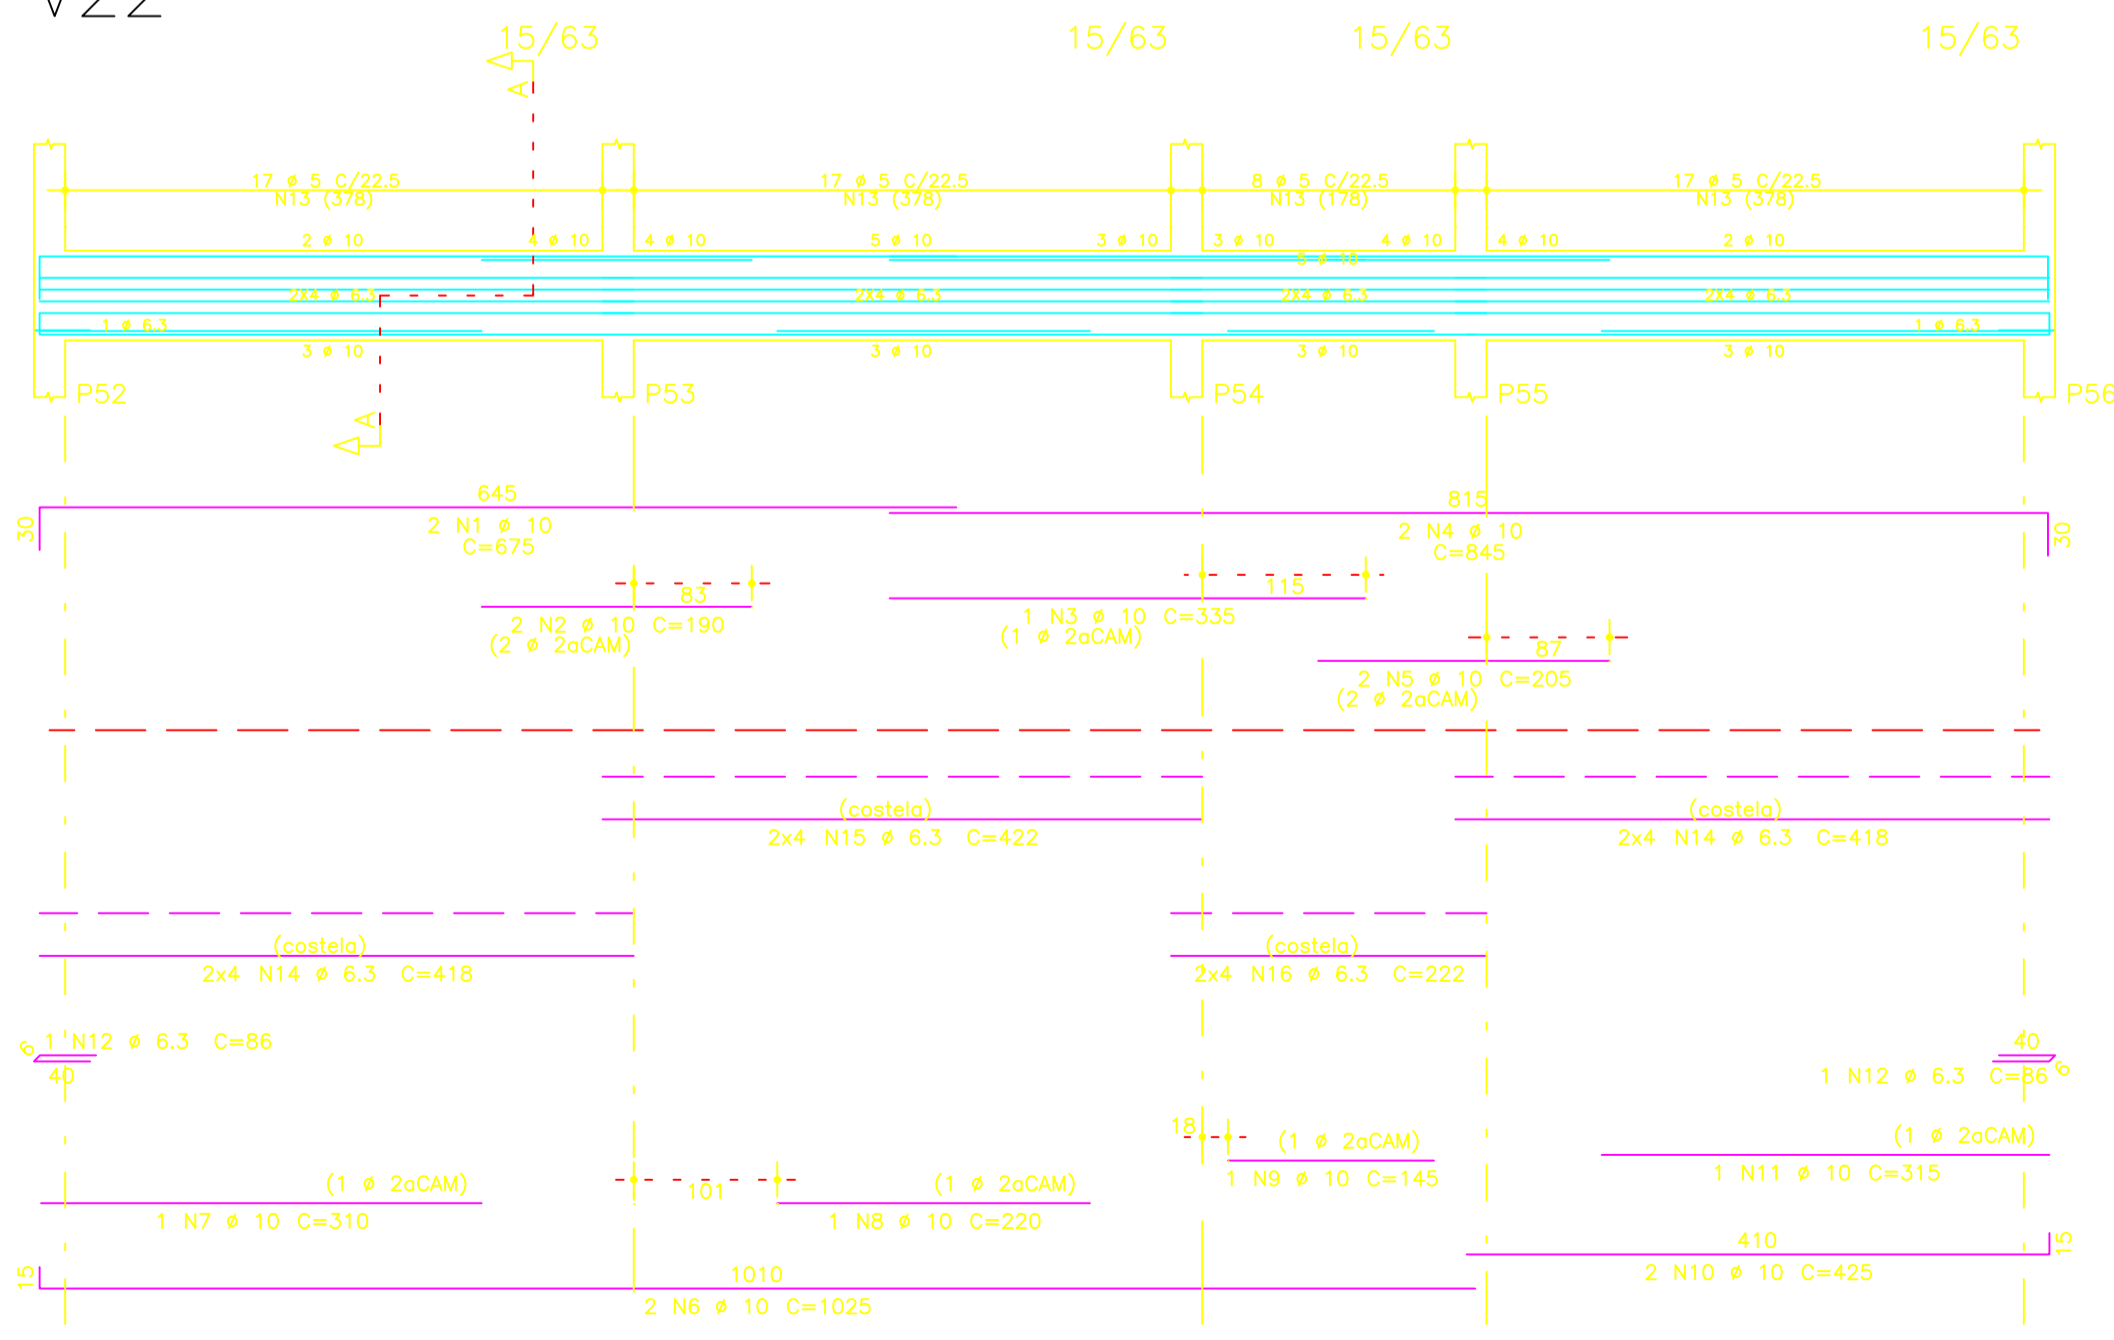 V22
15/63 15/63 15/63 15/63
A
17 ø 5 C/22.5 17 ø 5 C/22.5 8 ø 5 C/22.5 17 ø 5 C/22.5
N13 (378) N13 (378) N13 (178) N13 (378)
2 ø 10 4 ø 10 4 ø 10 5 ø 10 3 ø 10 3 ø 10 4 ø 10 4 ø 10 2 ø 10
5 ø 10
2X4 ø 6.3 2X4 ø 6.3 2X4 ø 6.3 2X4 ø 6.3
1 ø 6.3 1 ø 6.3
3 ø 10 3 ø 10 3 ø 10 3 ø 10
P52 P53 P54 P55 P56
A
645 815
30 2 N1 ø 10 2 N4 ø 10 30
C=675 C=845
83 115
2 N2 ø 10 C=190 1 N3 ø 10 C=335
(2 ø 2aCAM) (1 ø 2aCAM)
87
2 N5 ø 10 C=205
(2 ø 2aCAM)
(costela) (costela)
2x4 N15 ø 6.3 C=422 2x4 N14 ø 6.3 C=418
(costela) (costela)
2x4 N14 ø 6.3 C=418 2x4 N16 ø 6.3 C=222
6 1 N12 ø 6.3 C=86 40
40 1 N12 ø 6.3 C=86 6
18 (1 ø 2aCAM) (1 ø 2aCAM)
1 N9 ø 10 C=145 1 N11 ø 10 C=315
(1 ø 2aCAM) 101 (1 ø 2aCAM)
1 N7 ø 10 C=310 1 N8 ø 10 C=220
410 15
2 N10 ø 10 C=425
15 1010
2 N6 ø 10 C=1025